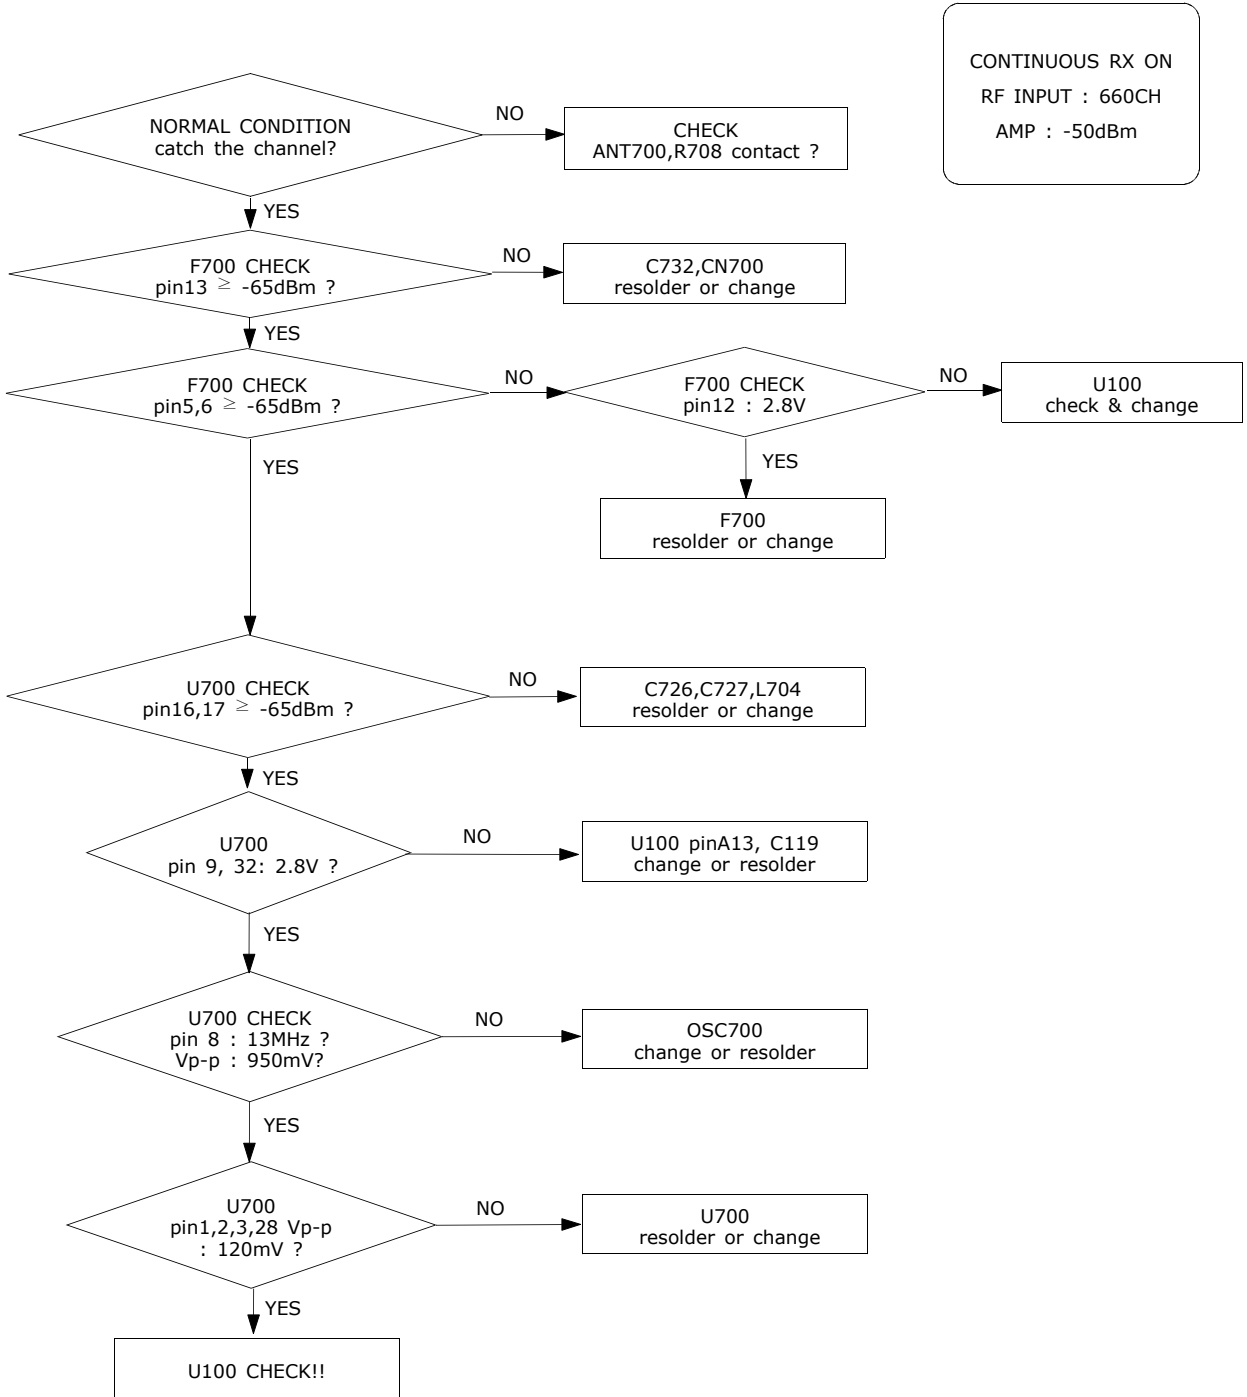 CONTINUOUS RX ON
RF INPUT : 660CH
AMP : -50dBm
NORMAL CONDITION
catch the channel?
NO
CHECK
ANT700,R708 contact ?
YES
F700 CHECK
pin13 ≥ -65dBm ?
NO
C732,CN700
resolder or change
YES
F700 CHECK
pin5,6 ≥ -65dBm ?
NO
F700 CHECK
pin12 : 2.8V
NO
U100
check & change
YES
YES
F700
resolder or change
U700 CHECK
pin16,17 ≥ -65dBm ?
NO
C726,C727,L704
resolder or change
YES
U700
pin 9, 32: 2.8V ?
NO
U100 pinA13, C119
change or resolder
YES
U700 CHECK
pin 8 : 13MHz ?
Vp-p : 950mV?
NO
OSC700
change or resolder
YES
U700
pin1,2,3,28 Vp-p
: 120mV ?
NO
U700
resolder or change
YES
U100 CHECK!!